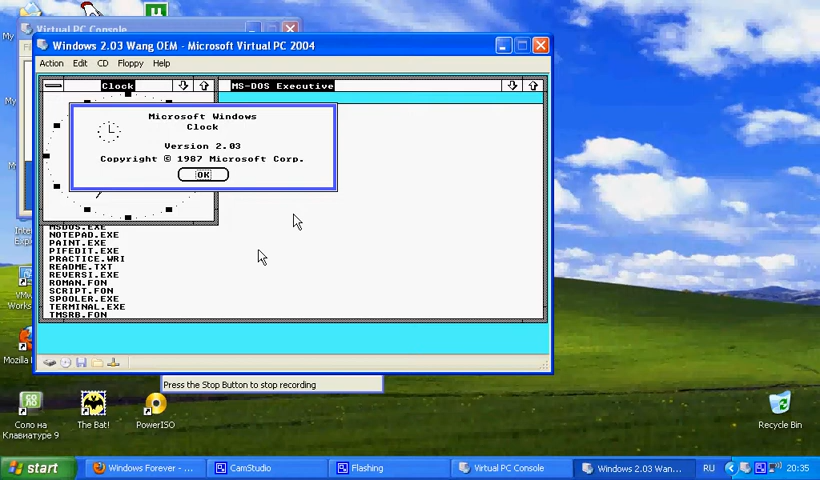 Virtual PC Console
Windows 2.03 Wang OEM - Microsoft Virtual PC 2004
Action Edit CD Floppy Help
Clock
MS-DOS Executive
Microsoft Windows
Clock
Version 2.03
Copyright © 1987 Microsoft Corp.
OK
MSDOS.EXE
NOTEPAD.EXE
PAINT.EXE
PIFEDIT.EXE
PRACTICE.WRI
README.TXT
REVERSI.EXE
ROMAN.FON
SCRIPT.FON
SPOOLER.EXE
TERMINAL.EXE
TMSRB.FON
Press the Stop Button to stop recording
Mozilla
Соло на
Клавиатуре 9
The Bat!
PowerISO
Recycle Bin
start
Windows Forever - ...
CamStudio
Flashing
Virtual PC Console
Windows 2.03 Wan...
RU
20:35